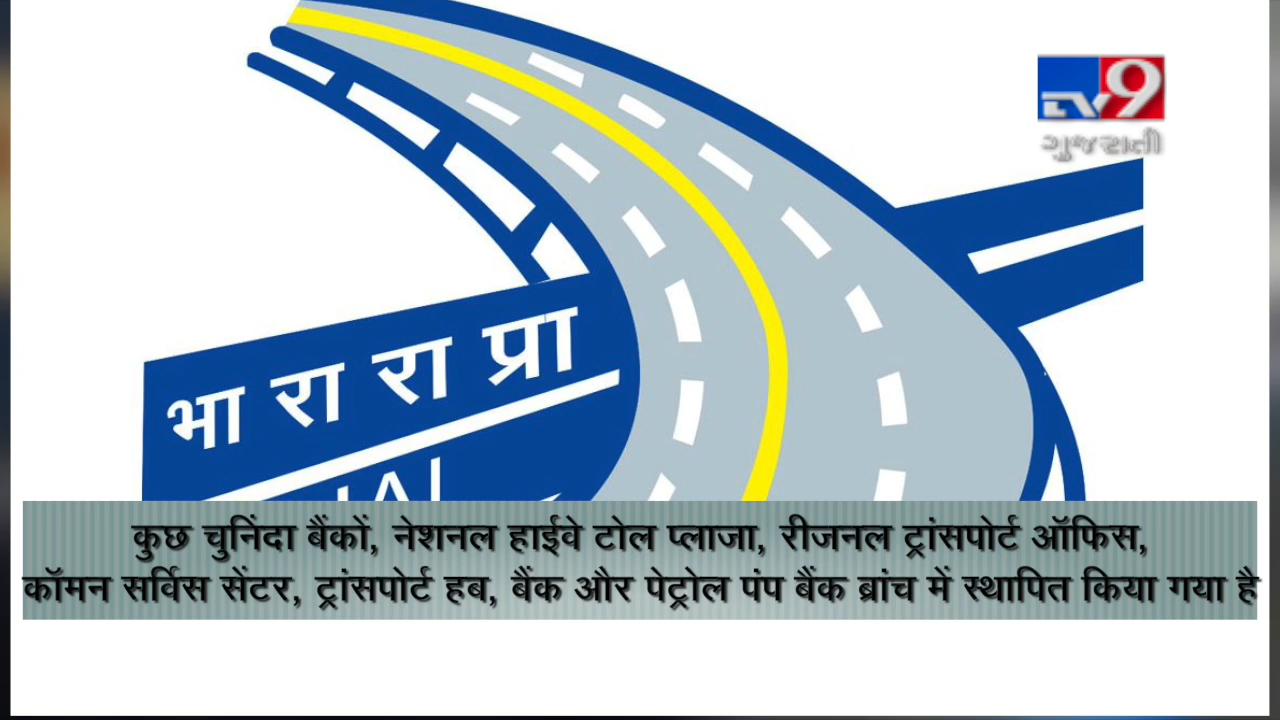 TV9
ગુજરાતી
भा रा रा प्रा
कुछ चुनिंदा बैंकों, नेशनल हाईवे टोल प्लाजा, रीजनल ट्रांसपोर्ट ऑफिस,
कॉमन सर्विस सेंटर, ट्रांसपोर्ट हब, बैंक और पेट्रोल पंप बैंक ब्रांच में स्थापित किया गया है